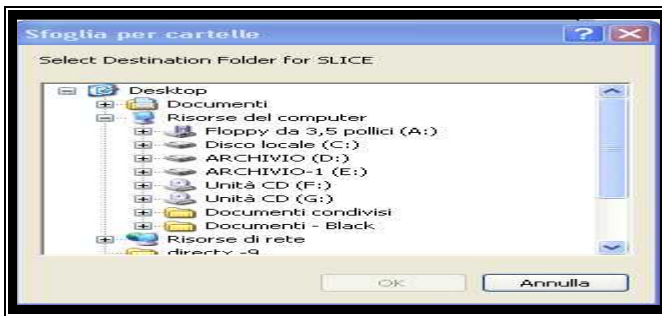 Sfoglia per cartelle
Select Destination Folder for SLICE
Desktop
Documenti
Risorse del computer
Floppy da 3,5 pollici (A:)
Disco locale (C:)
ARCHIVIO (D:)
ARCHIVIO-1 (E:)
Unità CD (F:)
Unità CD (G:)
Documenti condivisi
Documenti - Black
Risorse di rete
OK
Annulla